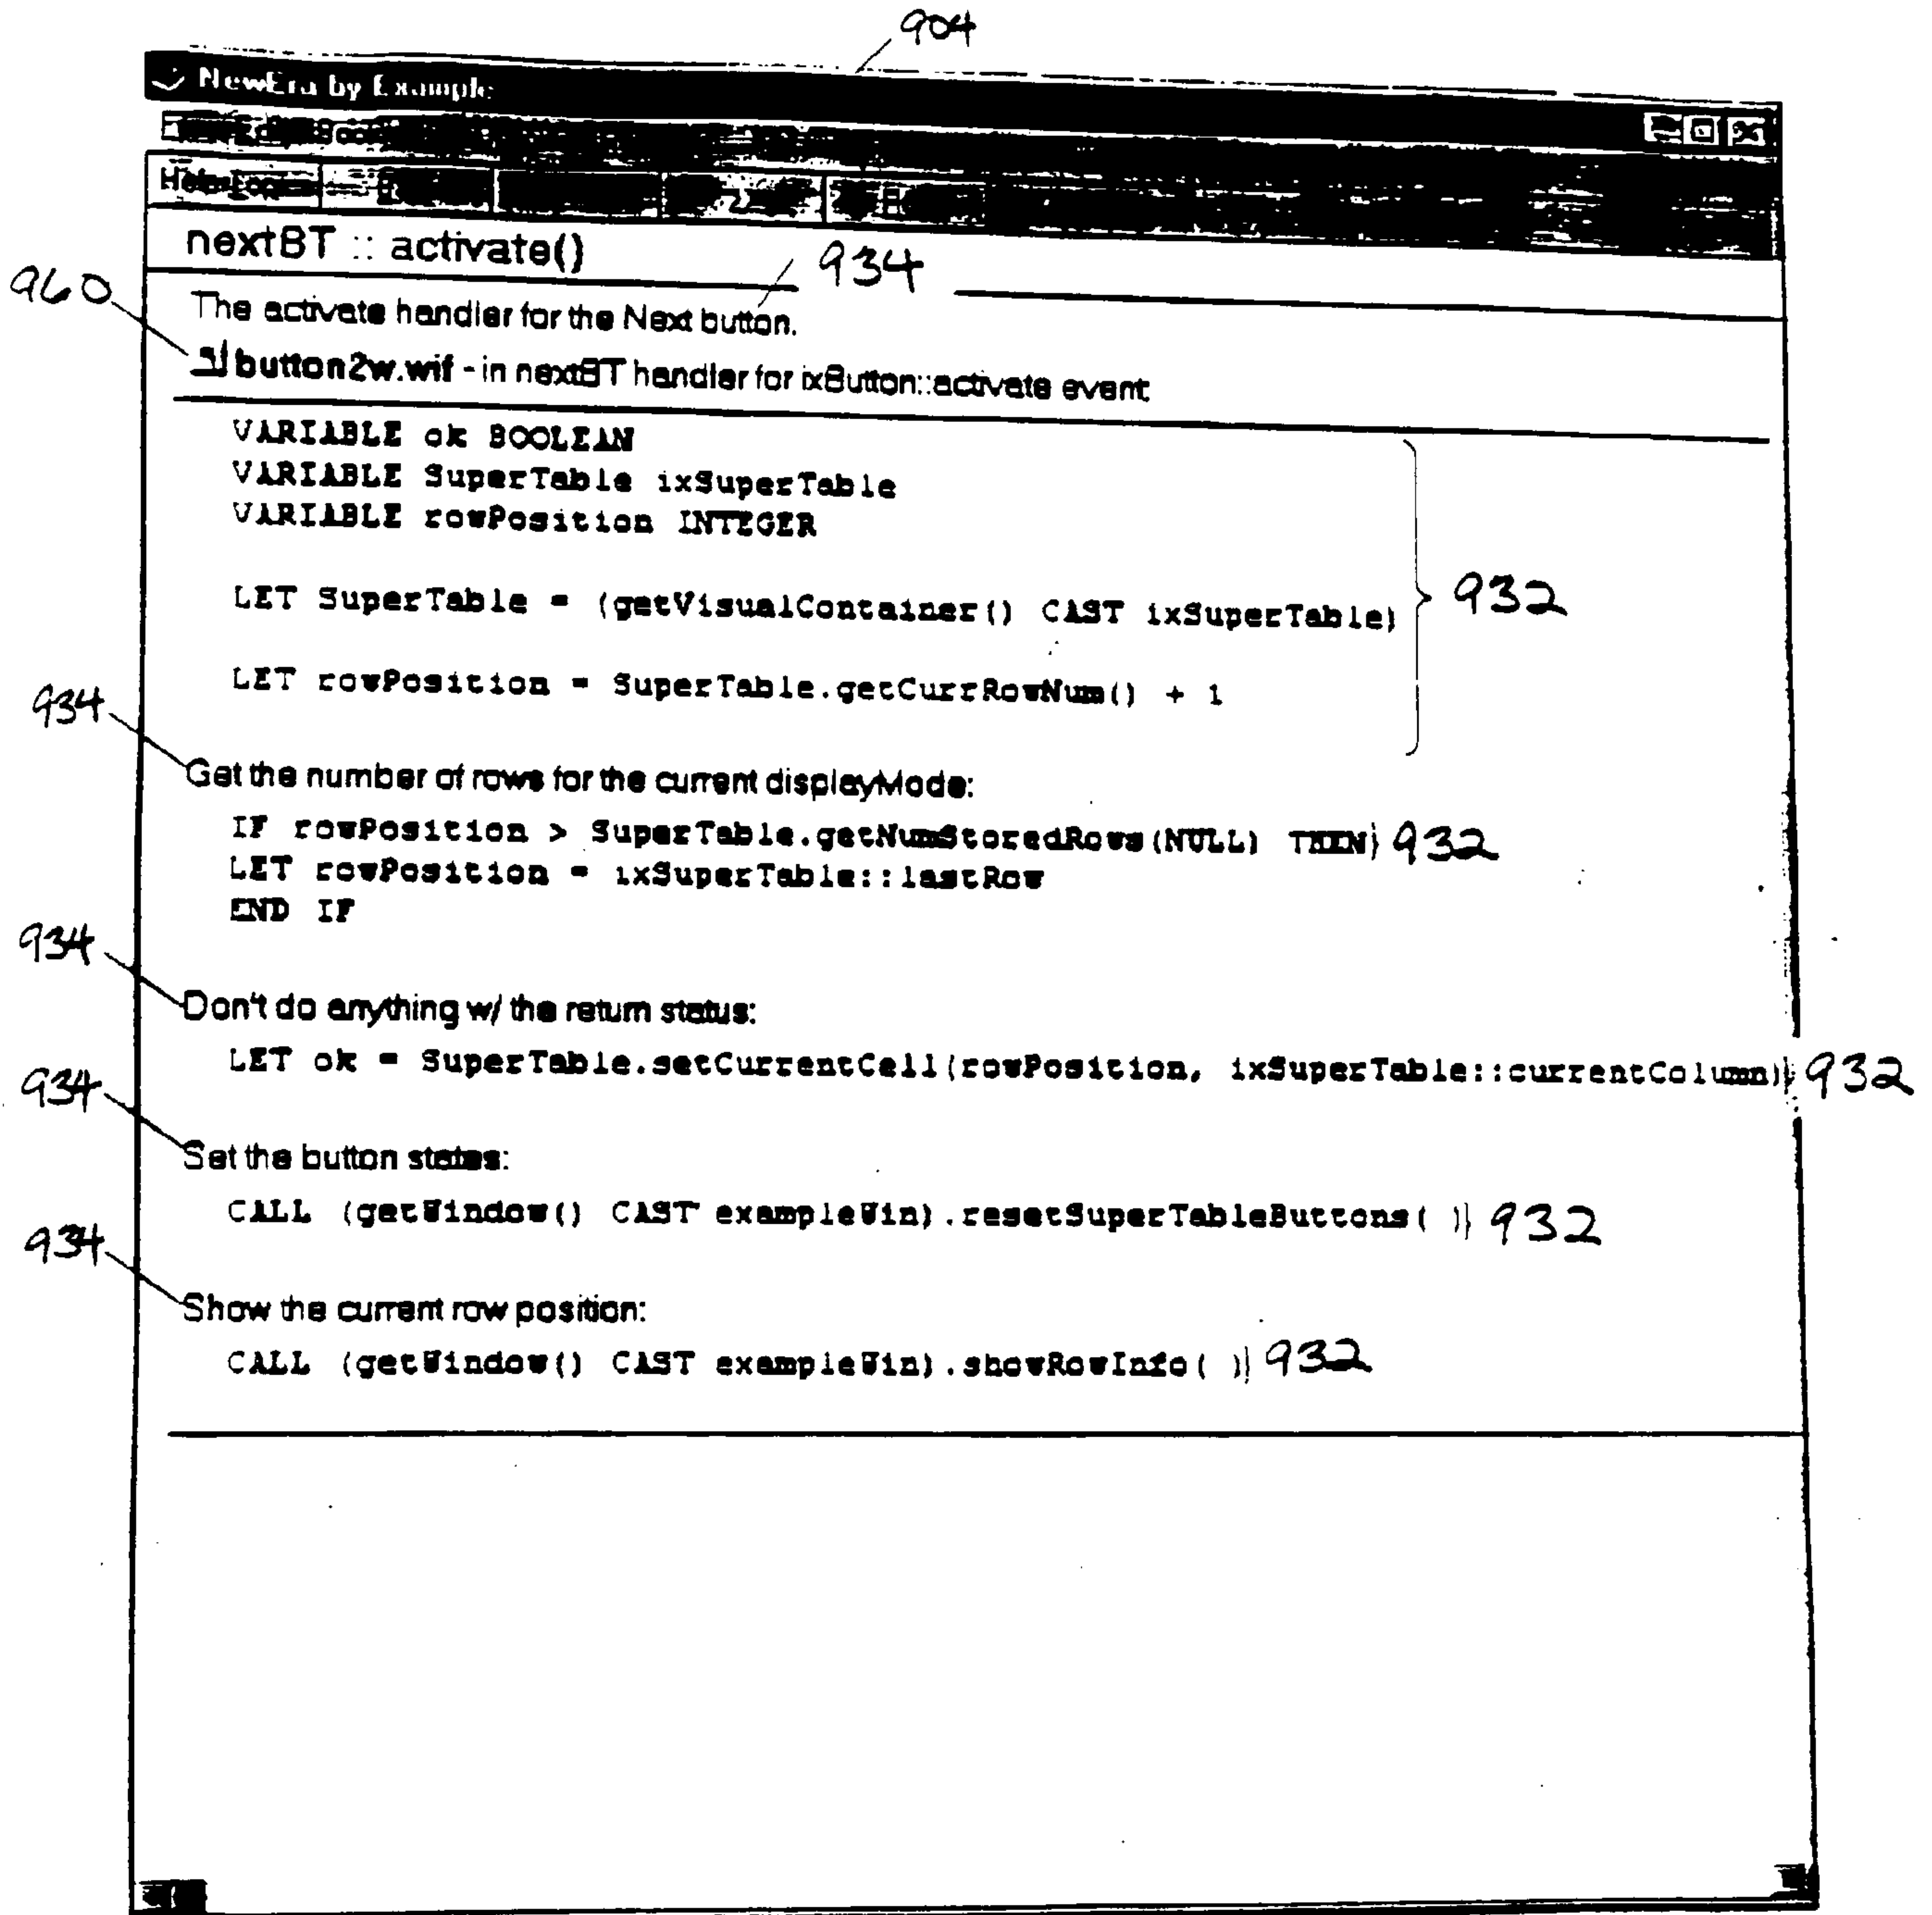 904
NewEra by Example
nextBT :: activate()
934
960
The activate handler for the Next button.
button2w.wif - in nextBT handler for ixButton::activate event:
VARIABLE ok BOOLEAN
VARIABLE SuperTable ixSuperTable
VARIABLE rowPosition INTEGER
LET SuperTable = (getVisualContainer() CAST ixSuperTable)
932
LET rowPosition = SuperTable.getCurrRowNum() + 1
934
Get the number of rows for the current displayMode:
IF rowPosition > SuperTable.getNumStoredRows(NULL) THEN} 932
LET rowPosition = ixSuperTable::lastRow
END IF
934
Don't do anything w/ the return status:
LET ok = SuperTable.setCurrentCell(rowPosition, ixSuperTable::currentColumn)} 932
934
Set the button states:
CALL (getWindow() CAST exampleWin).resetSuperTableButtons( )} 932
934
Show the current row position:
CALL (getWindow() CAST exampleWin).showRowInfo( )} 932